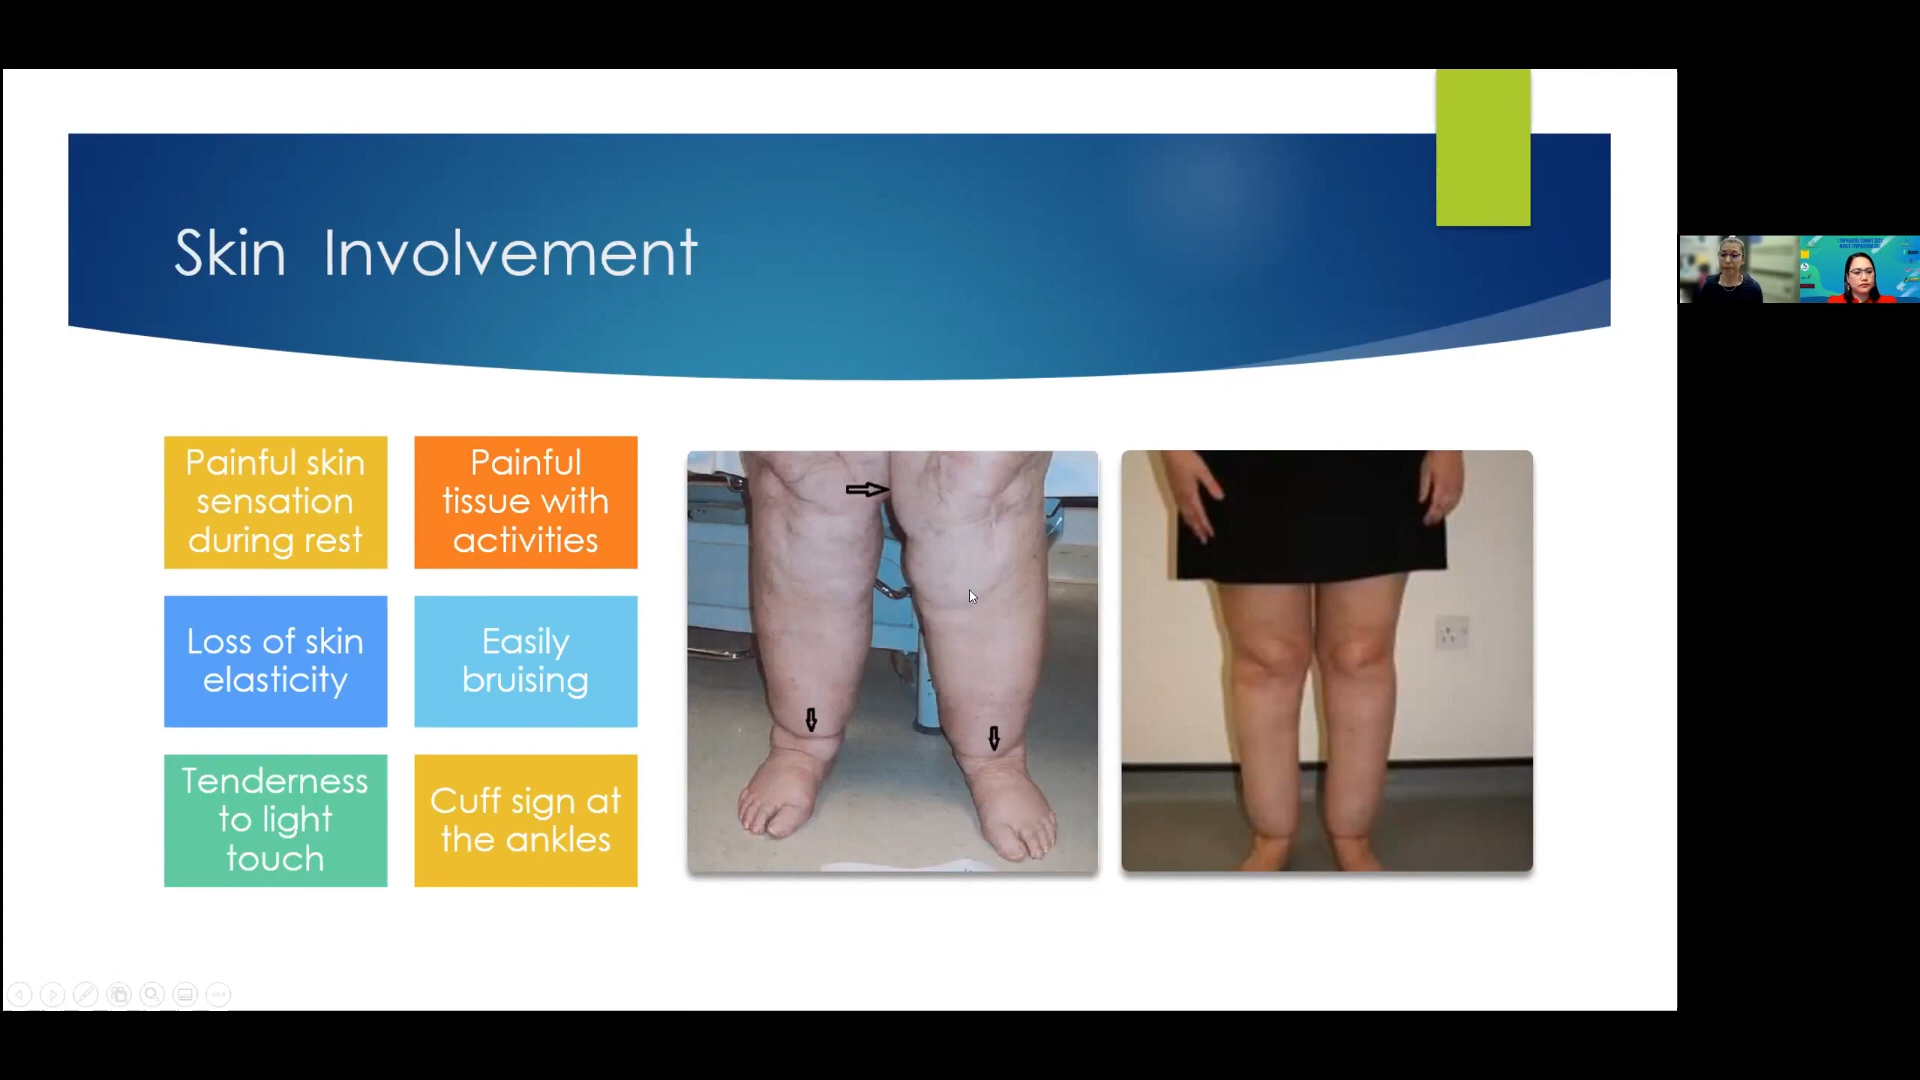 Skin Involvement
Painful skin
sensation
during rest
Painful
tissue with
activities
Loss of skin
elasticity
Easily
bruising
Tenderness
to light
touch
Cuff sign at
the ankles